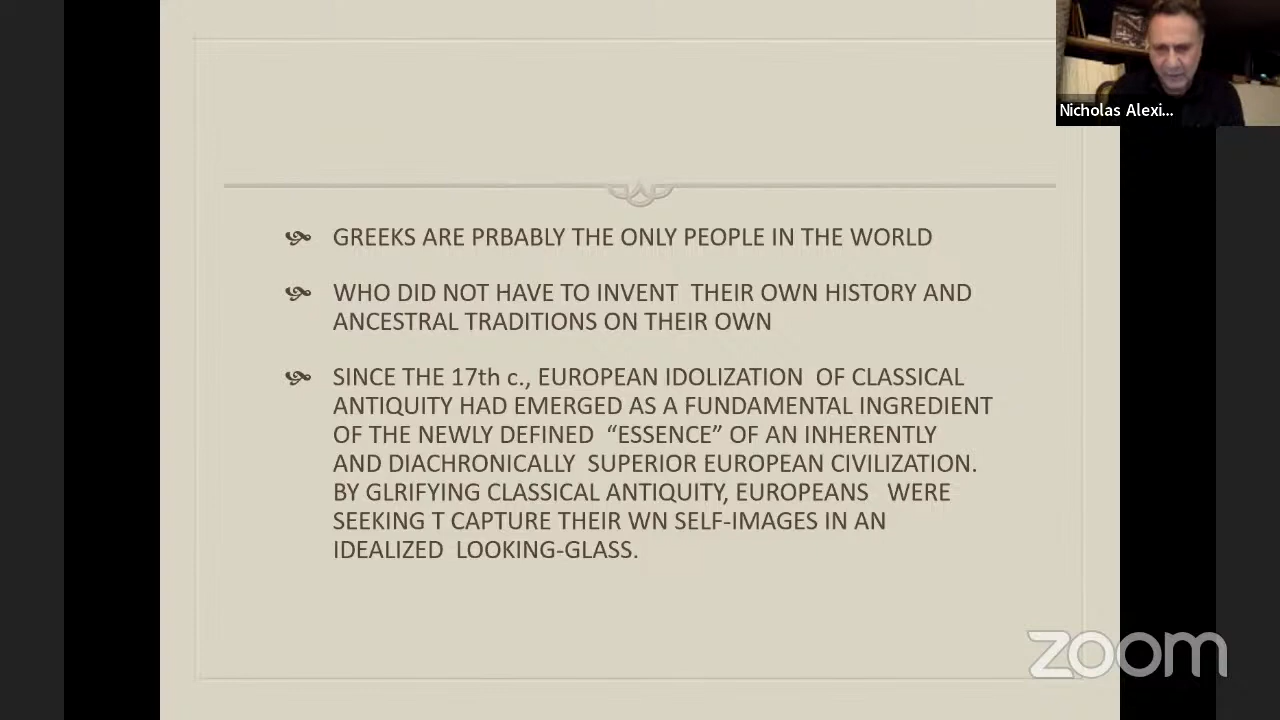 Nicholas Alexi...
GREEKS ARE PRBABLY THE ONLY PEOPLE IN THE WORLD
WHO DID NOT HAVE TO INVENT THEIR OWN HISTORY AND
ANCESTRAL TRADITIONS ON THEIR OWN
SINCE THE 17th c., EUROPEAN IDOLIZATION OF CLASSICAL
ANTIQUITY HAD EMERGED AS A FUNDAMENTAL INGREDIENT
OF THE NEWLY DEFINED “ESSENCE” OF AN INHERENTLY
AND DIACHRONICALLY SUPERIOR EUROPEAN CIVILIZATION.
BY GLRIFYING CLASSICAL ANTIQUITY, EUROPEANS WERE
SEEKING T CAPTURE THEIR WN SELF-IMAGES IN AN
IDEALIZED LOOKING-GLASS.
zoom